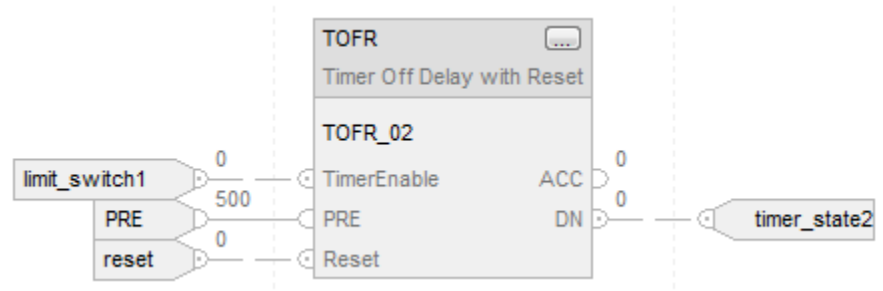 TOFR ...
Timer Off Delay with Reset
TOFR_02
limit_switch1 0 TimerEnable ACC 0
PRE 500 PRE DN 0 timer_state2
reset 0 Reset